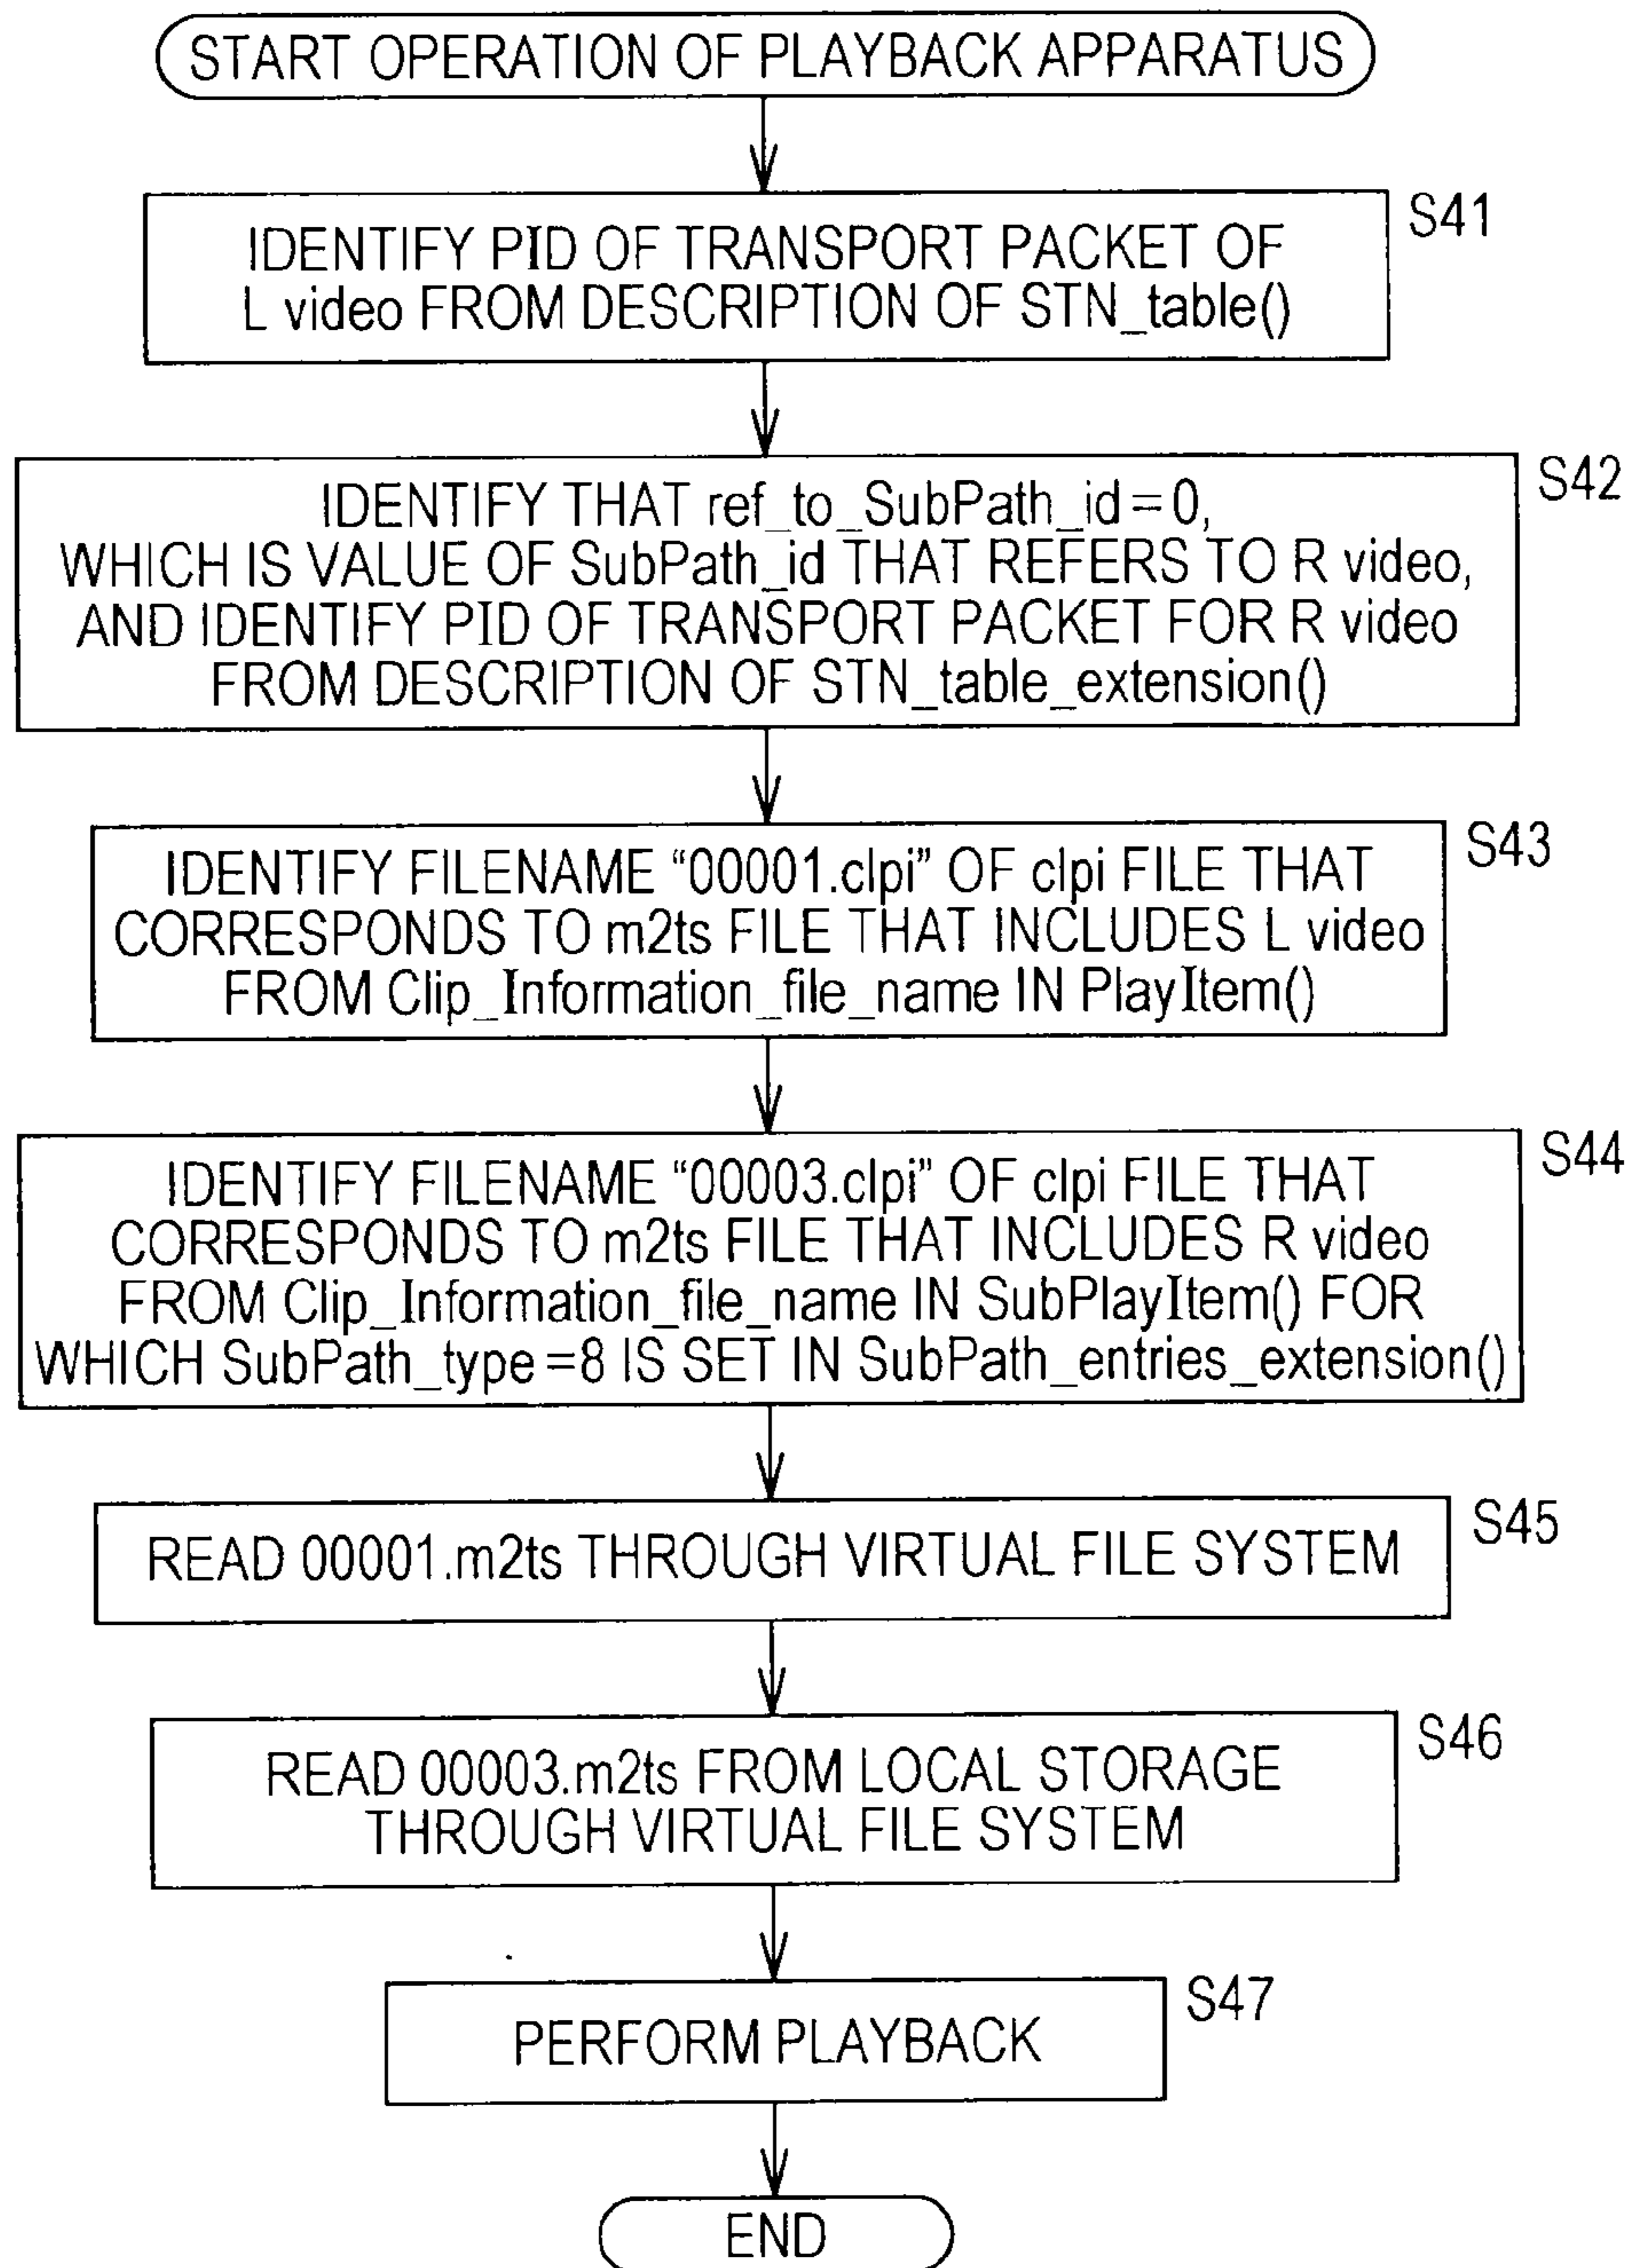 START OPERATION OF PLAYBACK APPARATUS
S41
IDENTIFY PID OF TRANSPORT PACKET OF
L video FROM DESCRIPTION OF STN_table()
S42
IDENTIFY THAT ref_to_SubPath_id=0,
WHICH IS VALUE OF SubPath_id THAT REFERS TO R video,
AND IDENTIFY PID OF TRANSPORT PACKET FOR R video
FROM DESCRIPTION OF STN_table_extension()
S43
IDENTIFY FILENAME “00001.clpi” OF clpi FILE THAT
CORRESPONDS TO m2ts FILE THAT INCLUDES L video
FROM Clip_Information_file_name IN PlayItem()
S44
IDENTIFY FILENAME “00003.clpi” OF clpi FILE THAT
CORRESPONDS TO m2ts FILE THAT INCLUDES R video
FROM Clip_Information_file_name IN SubPlayItem() FOR
WHICH SubPath_type=8 IS SET IN SubPath_entries_extension()
S45
READ 00001.m2ts THROUGH VIRTUAL FILE SYSTEM
S46
READ 00003.m2ts FROM LOCAL STORAGE
THROUGH VIRTUAL FILE SYSTEM
S47
PERFORM PLAYBACK
END